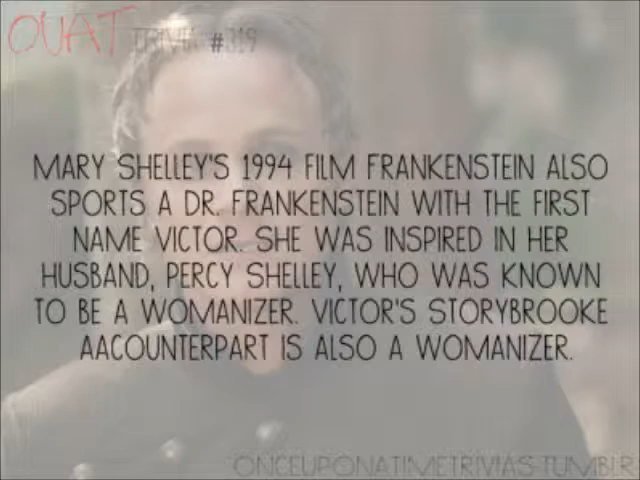 OUAT TRIVIA #319
MARY SHELLEY'S 1994 FILM FRANKENSTEIN ALSO
SPORTS A DR. FRANKENSTEIN WITH THE FIRST
NAME VICTOR. SHE WAS INSPIRED IN HER
HUSBAND, PERCY SHELLEY, WHO WAS KNOWN
TO BE A WOMANIZER. VICTOR'S STORYBROOKE
AACOUNTERPART IS ALSO A WOMANIZER.
ONCEUPONATIMETRIVIAS.TUMBLR